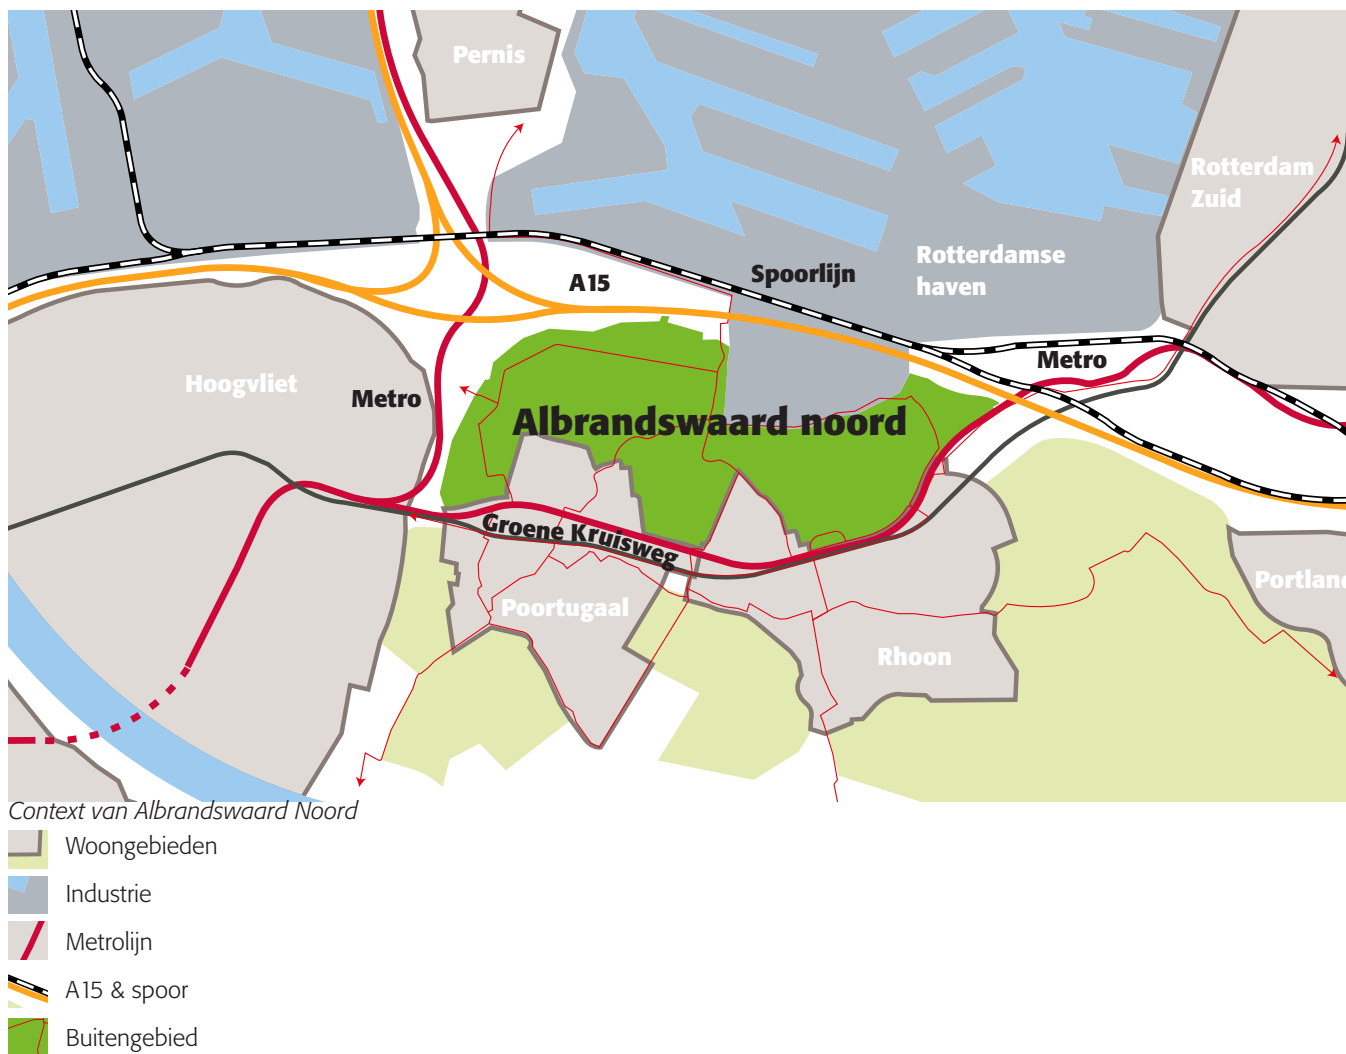 Pernis
Rotterdam
Zuid
Rotterdamse
haven
Spoorlijn
A15
Metro
Hoogvliet
Metro
Albrandswaard noord
Groene Kruisweg
Portland
Poortugaal
Rhoon
Context van Albrandswaard Noord
Woongebieden
Industrie
Metrolijn
A15 & spoor
Buitengebied